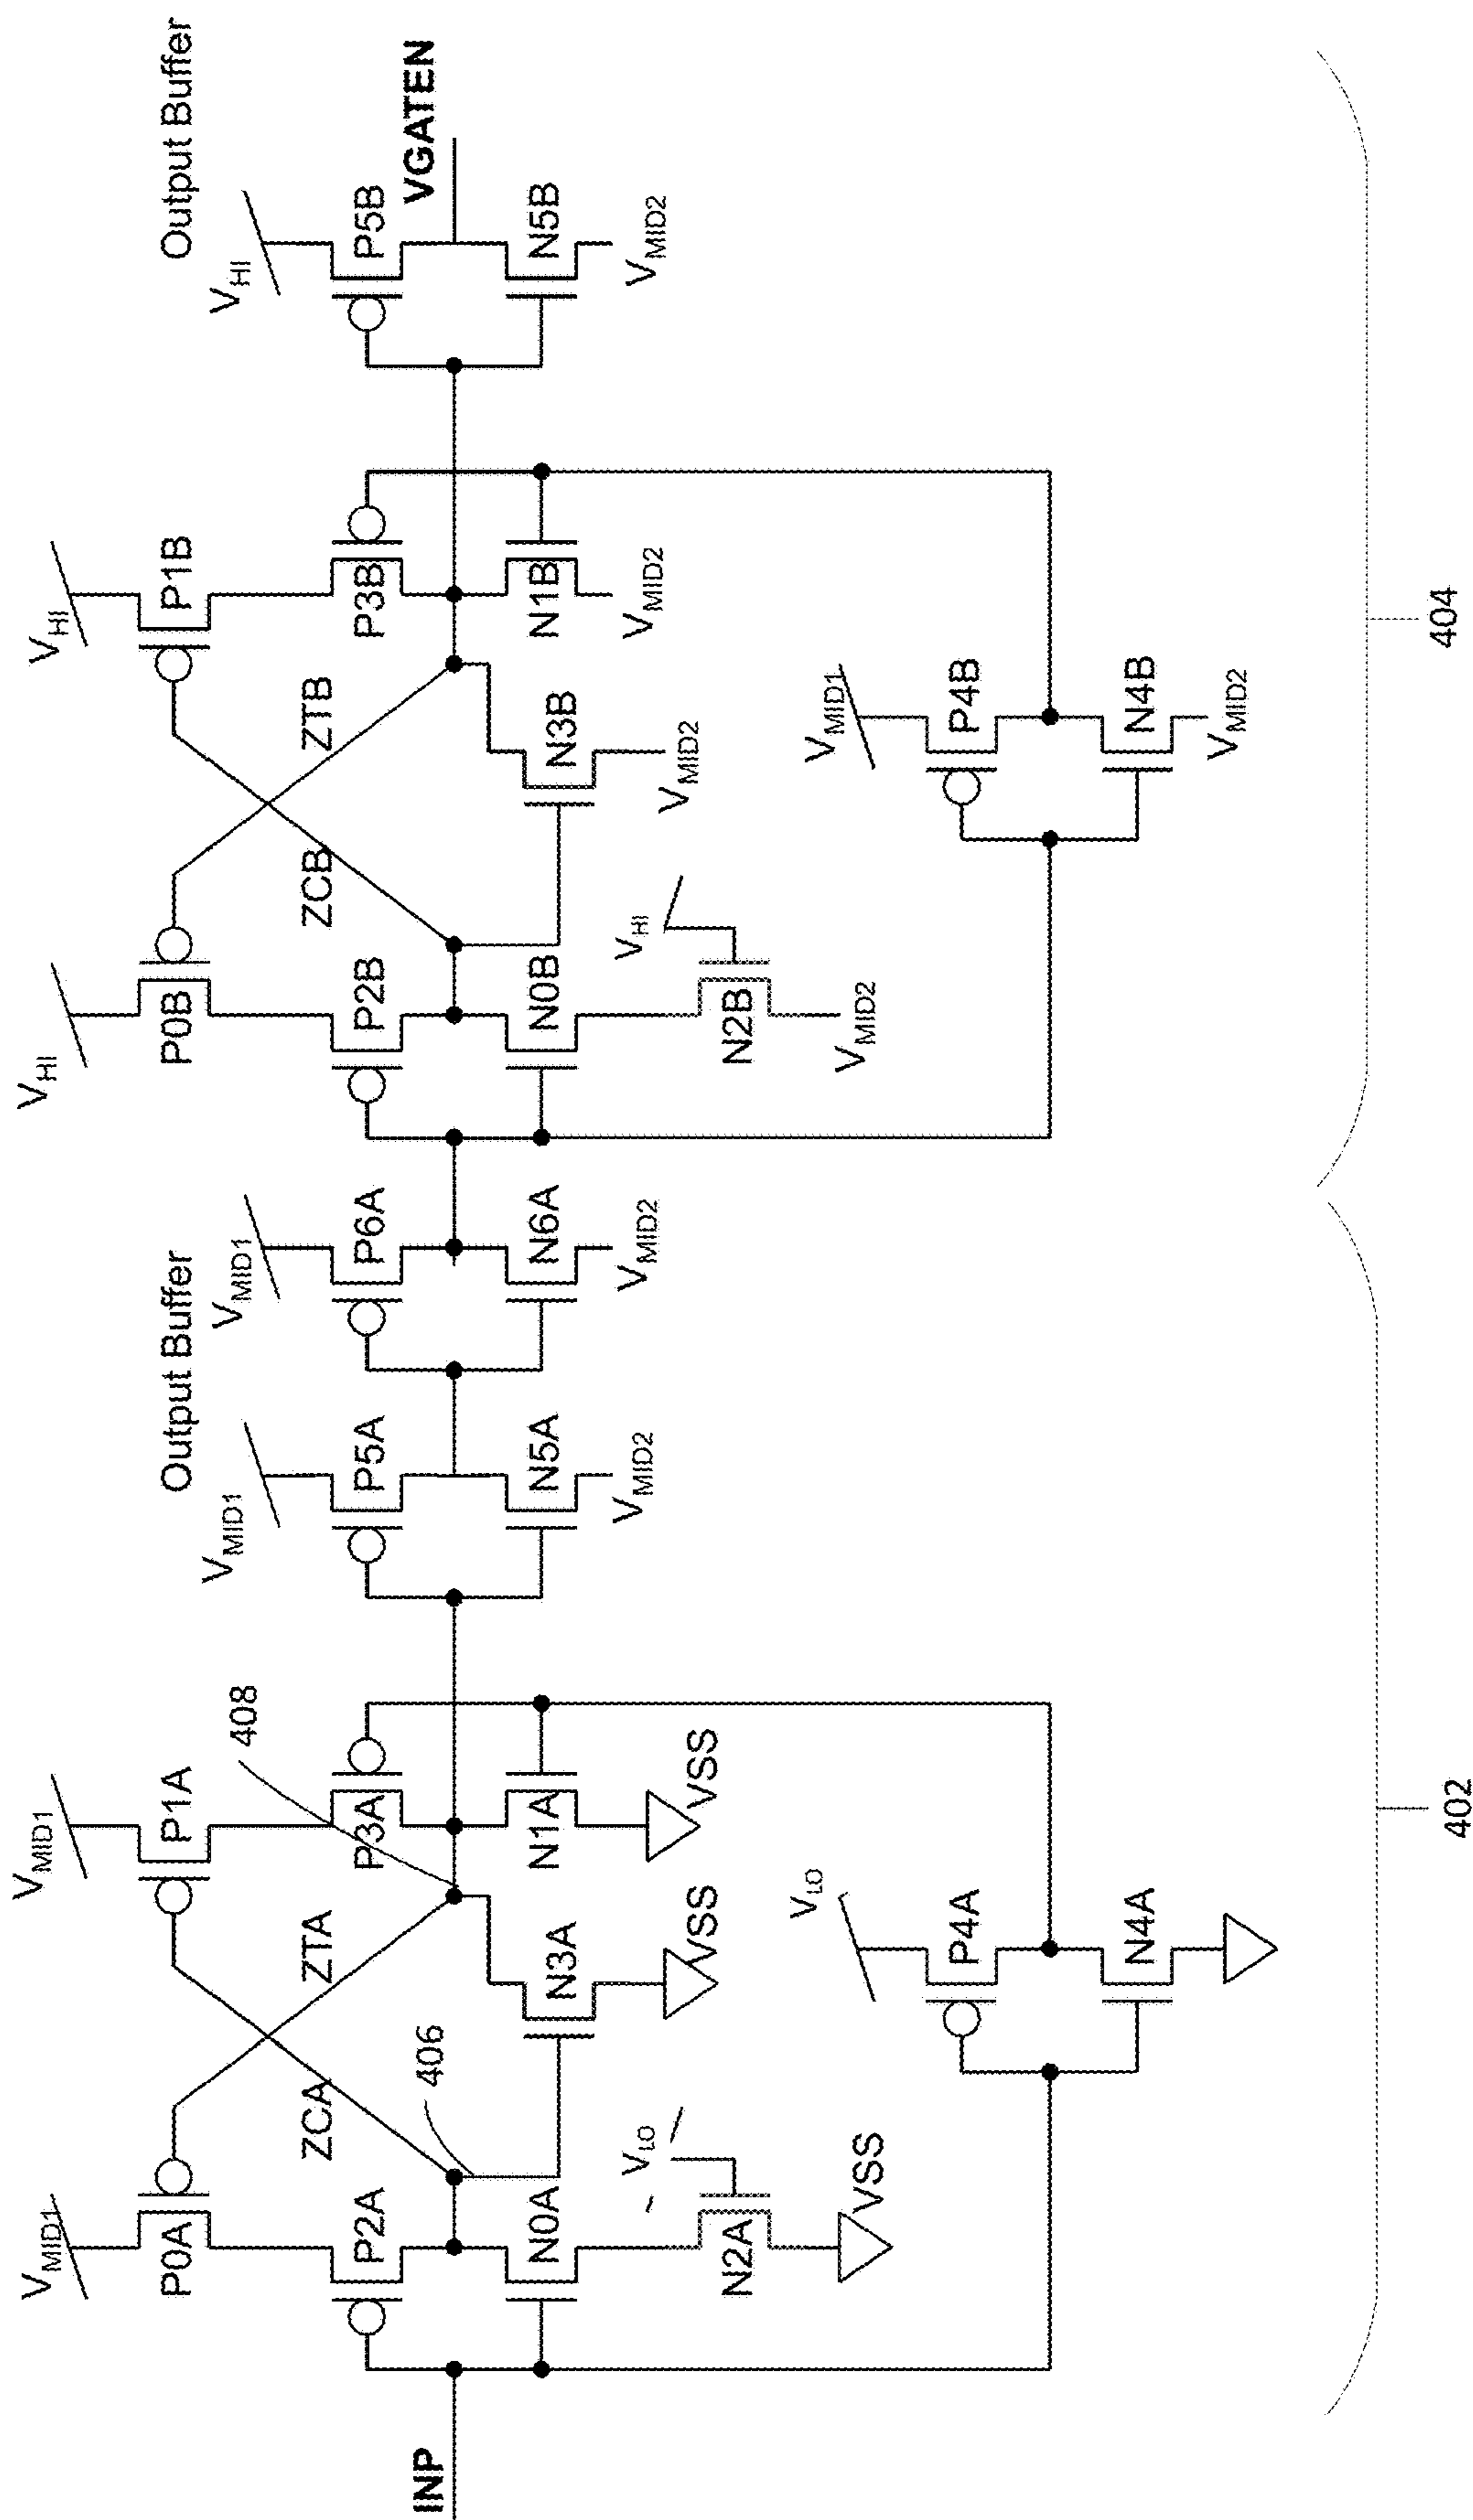 V_MID1
V_MID1
P0A
P1A
ZCA
ZTA
P2A
P3A
408
406
INP
N0A
N3A
N1A
V_LO
N2A
VSS
VSS
VSS
V_LO
P4A
N4A
402
Output Buffer
V_MID1
V_MID1
P5A
P6A
N5A
N6A
V_MID2
V_MID2
V_HI
V_HI
P0B
P1B
ZCB
ZTB
P2B
P3B
N0B
N3B
N1B
V_HI
N2B
V_MID2
V_MID2
V_MID2
V_MID1
P4B
N4B
V_MID2
404
Output Buffer
V_HI
P5B
VGATEN
N5B
V_MID2